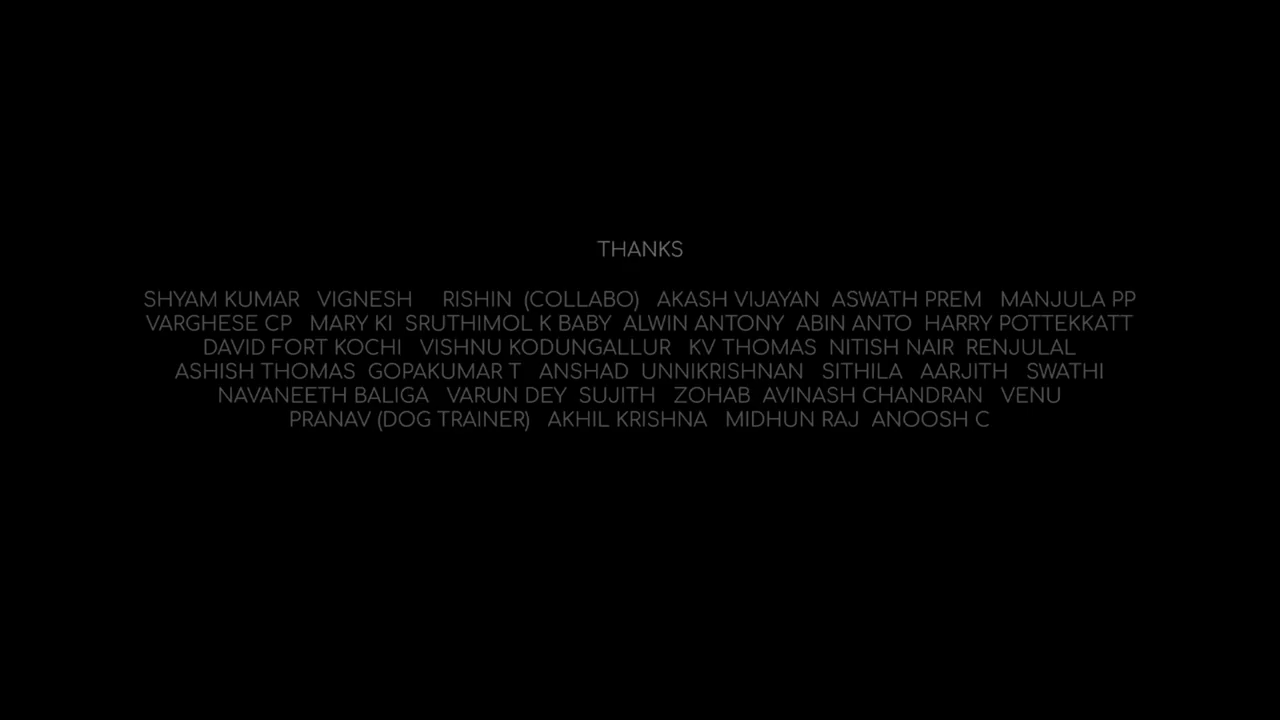 THANKS
SHYAM KUMAR VIGNESH RISHIN (COLLABO) AKASH VIJAYAN ASWATH PREM MANJULA PP
VARGHESE CP MARY KI SRUTHIMOL K BABY ALWIN ANTONY ABIN ANTO HARRY POTTEKKATT
DAVID FORT KOCHI VISHNU KODUNGALLUR KV THOMAS NITISH NAIR RENJULAL
ASHISH THOMAS GOPAKUMAR T ANSHAD UNNIKRISHNAN SITHILA AARJITH SWATHI
NAVANEETH BALIGA VARUN DEY SUJITH ZOHAB AVINASH CHANDRAN VENU
PRANAV (DOG TRAINER) AKHIL KRISHNA MIDHUN RAJ ANOOSH C